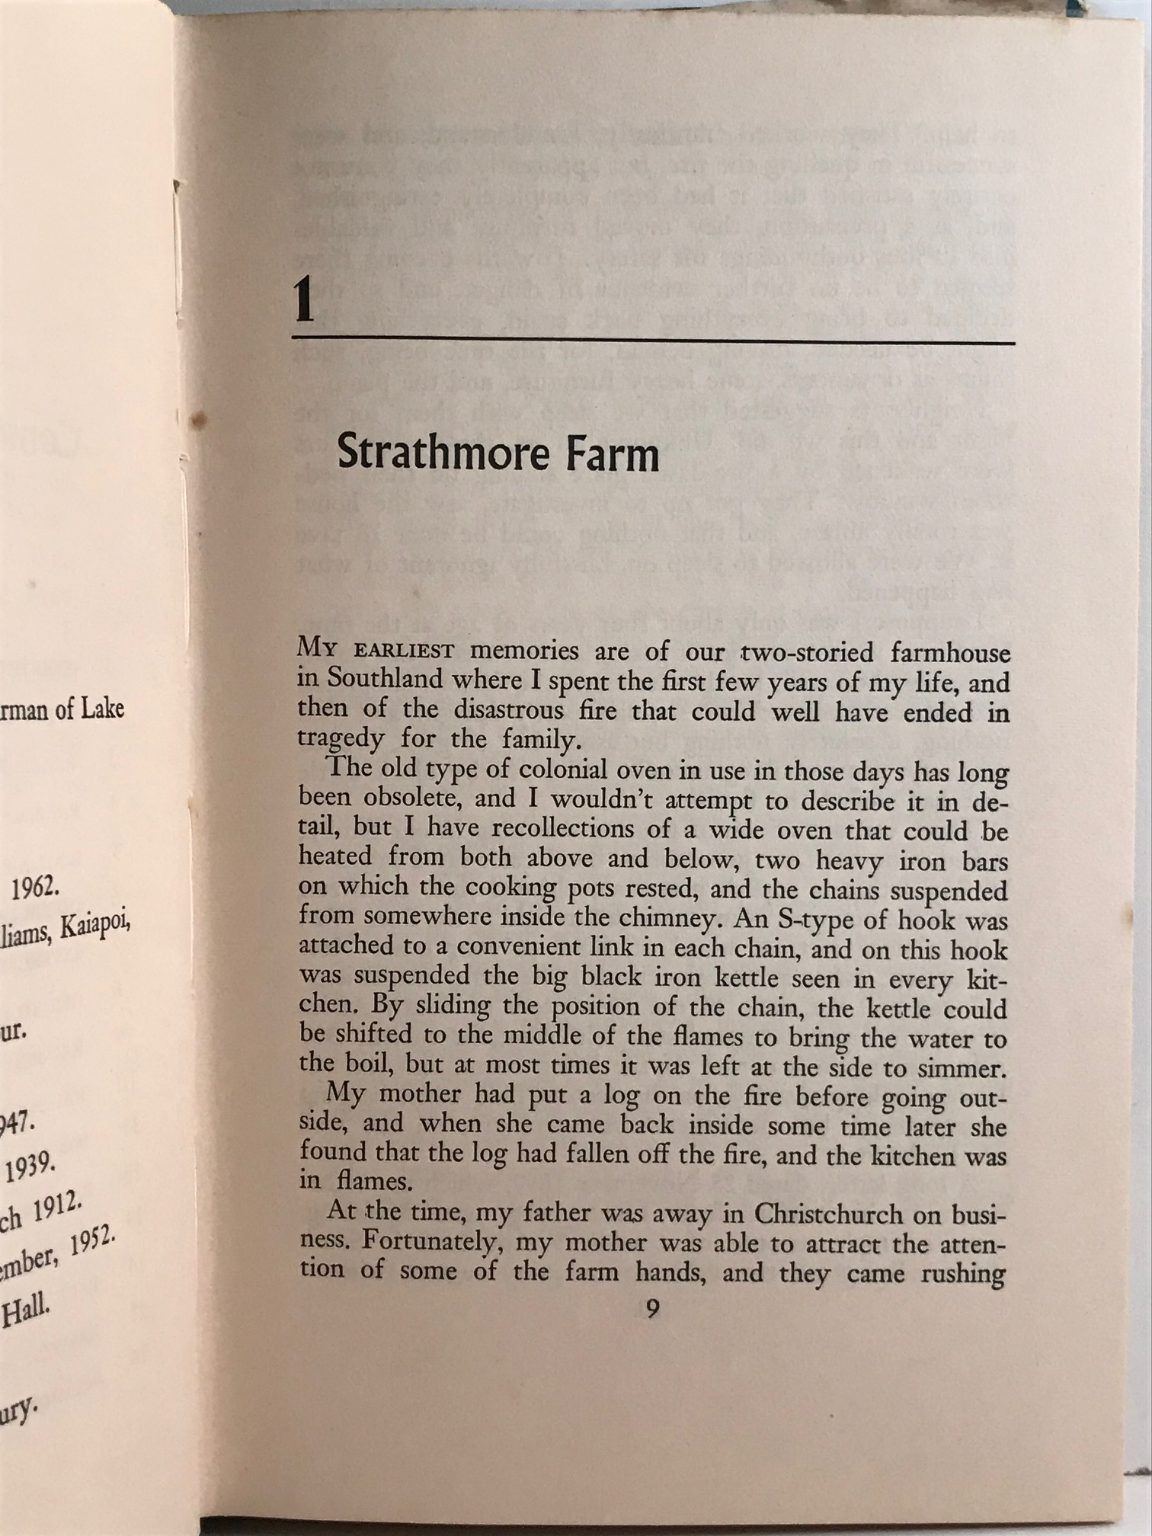 rman of Lake
1962.
liams, Kaiapoi,
ur.
947.
1939.
ch 1912.
ember, 1952.
Hall.
ury.
1
Strathmore Farm
MY EARLIEST memories are of our two-storied farmhouse
in Southland where I spent the first few years of my life, and
then of the disastrous fire that could well have ended in
tragedy for the family.
The old type of colonial oven in use in those days has long
been obsolete, and I wouldn't attempt to describe it in de-
tail, but I have recollections of a wide oven that could be
heated from both above and below, two heavy iron bars
on which the cooking pots rested, and the chains suspended
from somewhere inside the chimney. An S-type of hook was
attached to a convenient link in each chain, and on this hook
was suspended the big black iron kettle seen in every kit-
chen. By sliding the position of the chain, the kettle could
be shifted to the middle of the flames to bring the water to
the boil, but at most times it was left at the side to simmer.
My mother had put a log on the fire before going out-
side, and when she came back inside some time later she
found that the log had fallen off the fire, and the kitchen was
in flames.
At the time, my father was away in Christchurch on busi-
ness. Fortunately, my mother was able to attract the atten-
tion of some of the farm hands, and they came rushing
9